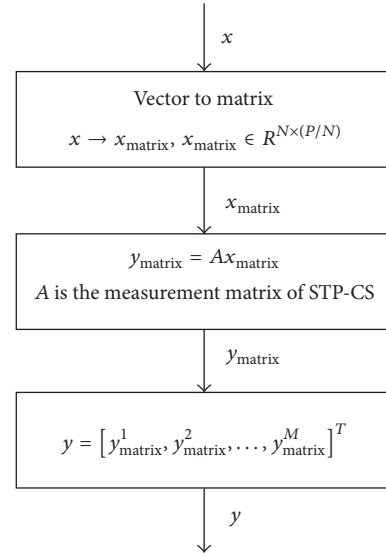 x
Vector to matrix
x → x_matrix, x_matrix ∈ R^{N×(P/N)}
x_matrix
y_matrix = Ax_matrix
A is the measurement matrix of STP-CS
y_matrix
y = [y^1_matrix, y^2_matrix, . . . , y^M_matrix]^T
y